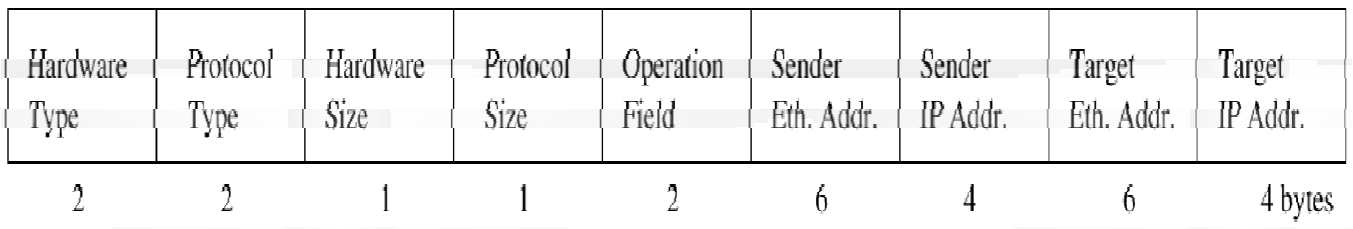 Hardware Protocol Hardware Protocol Operation Sender Sender Target Target
Type Type Size Size Field Eth. Addr. IP Addr. Eth. Addr. IP Addr.
2 2 1 1 2 6 4 6 4 bytes